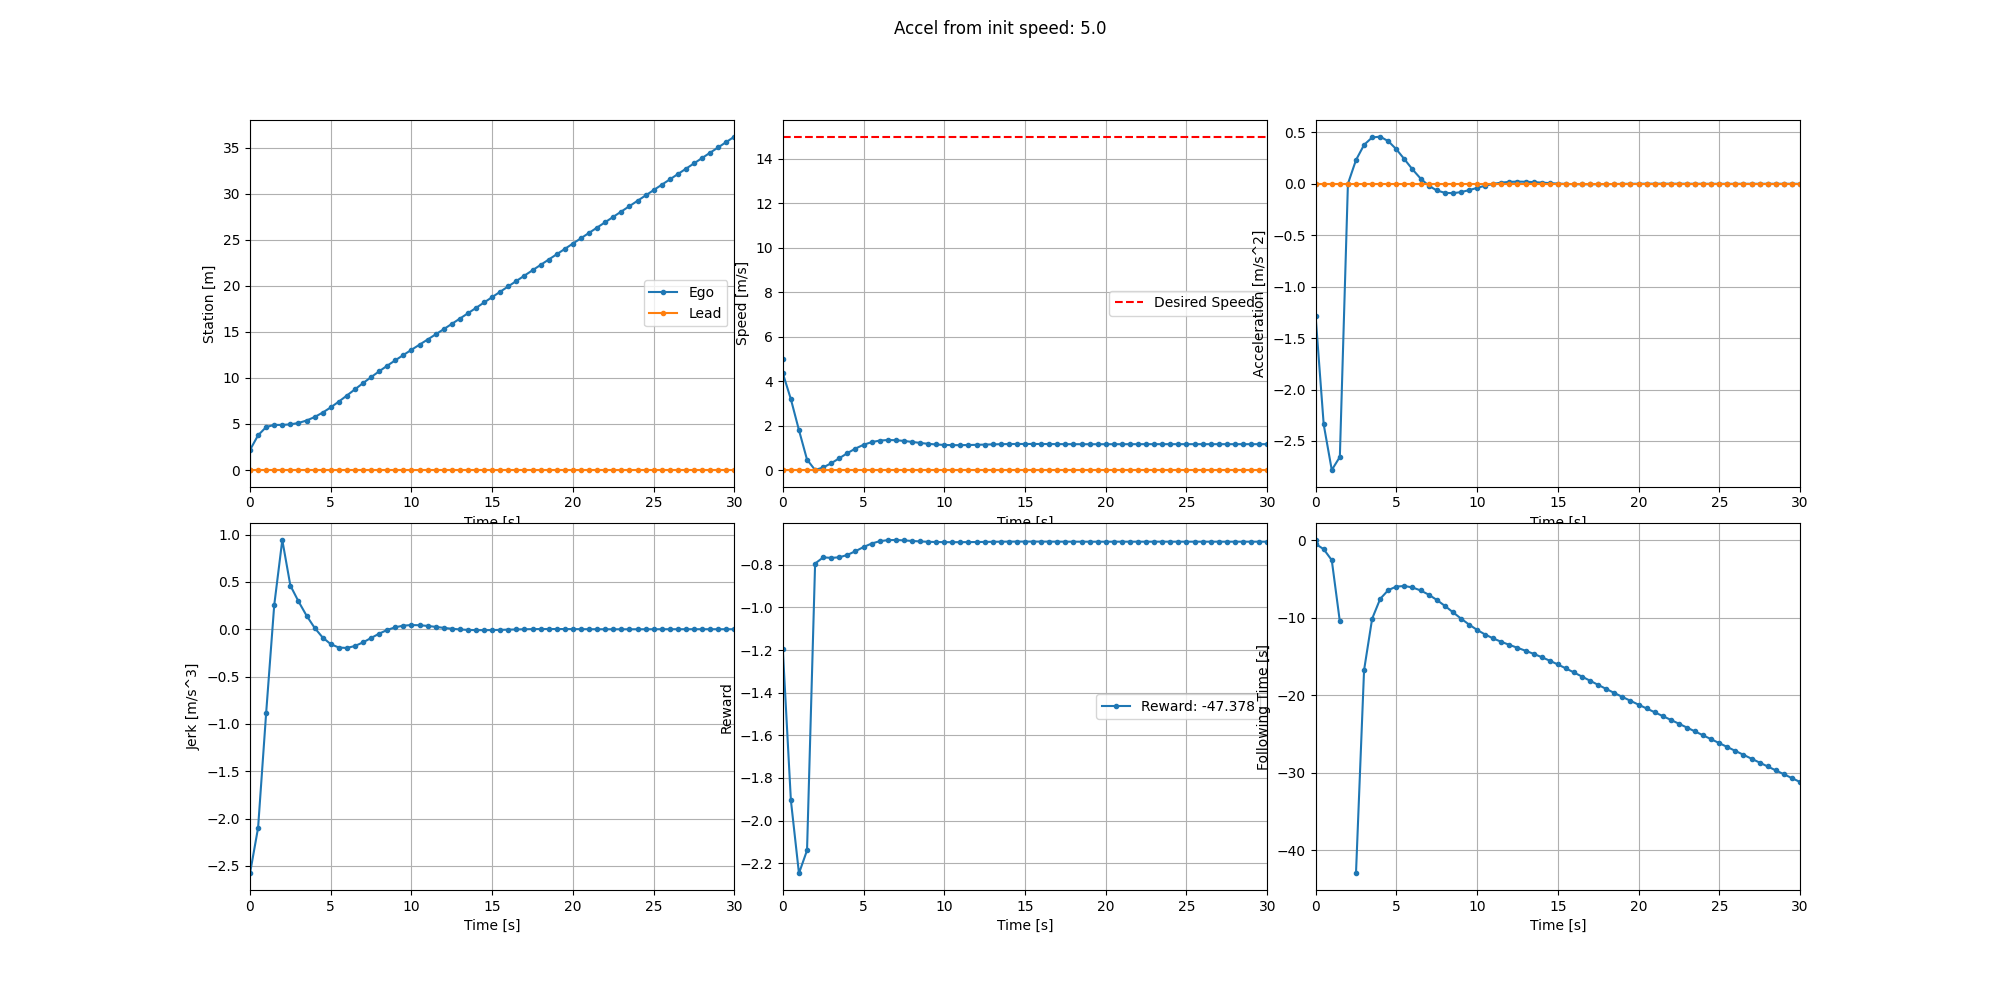 Accel from init speed: 5.0
Station [m]
35
30
25
20
15
10
5
0
Ego
Lead
0 5 10 15 20 25 30
Time [s]
Speed [m/s]
14
12
10
8
6
4
2
0
Desired Speed
0 5 10 15 20 25 30
Time [s]
Acceleration [m/s^2]
0.5
0.0
−0.5
−1.0
−1.5
−2.0
−2.5
0 5 10 15 20 25 30
Time [s]
Jerk [m/s^3]
1.0
0.5
0.0
−0.5
−1.0
−1.5
−2.0
−2.5
0 5 10 15 20 25 30
Time [s]
Reward
−0.8
−1.0
−1.2
−1.4
−1.6
−1.8
−2.0
−2.2
Reward: -47.378
0 5 10 15 20 25 30
Time [s]
Following Time [s]
0
−10
−20
−30
−40
0 5 10 15 20 25 30
Time [s]